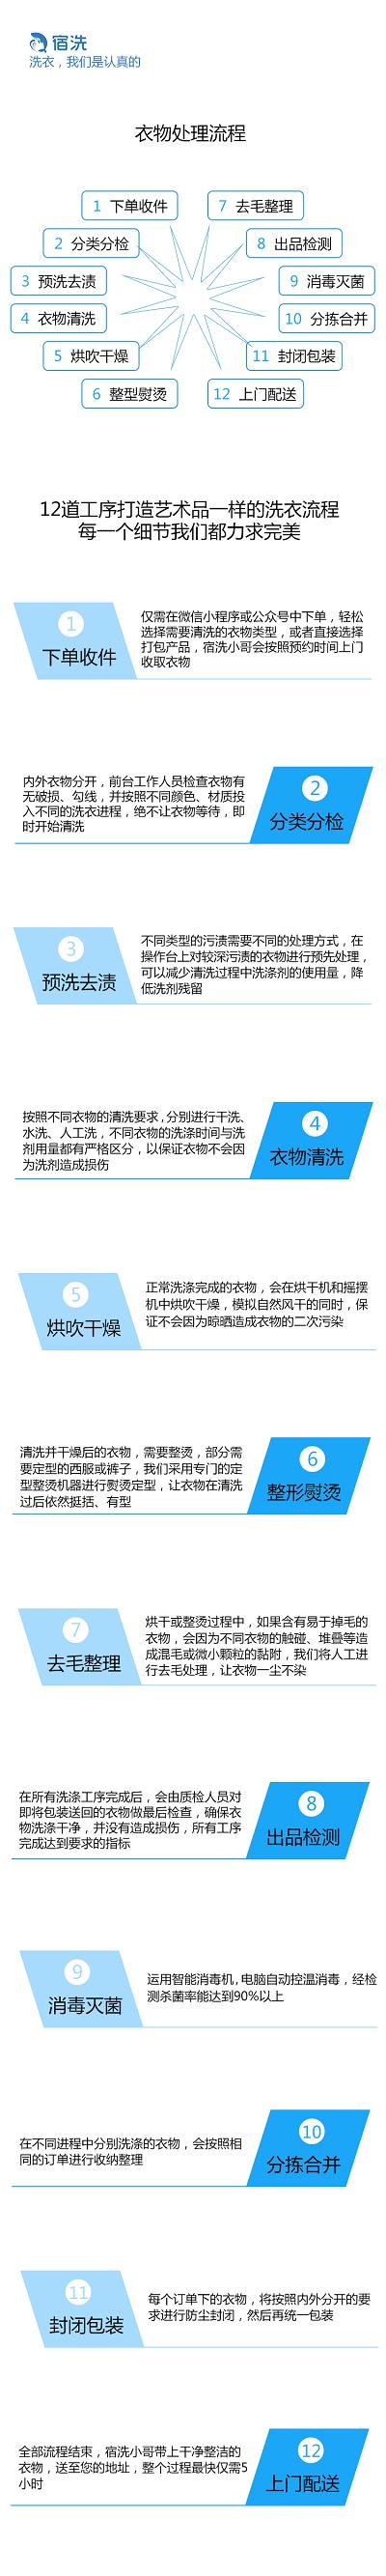 宿洗
洗衣，我们是认真的
衣物处理流程
1 下单收件
7 去毛整理
2 分类分检
8 出品检测
3 预洗去渍
9 消毒灭菌
4 衣物清洗
10 分拣合并
5 烘吹干燥
11 封闭包装
6 整型熨烫
12 上门配送
12道工序打造艺术品一样的洗衣流程
每一个细节我们都力求完美
1
下单收件
仅需在微信小程序或公众号中下单，轻松
选择需要清洗的衣物类型，或者直接选择
打包产品，宿洗小哥会按照预约时间上门
收取衣物
内外衣物分开，前台工作人员检查衣物有
无破损、勾线，并按照不同颜色、材质投
入不同的洗衣进程，绝不让衣物等待，即
时开始清洗
2
分类分检
3
预洗去渍
不同类型的污渍需要不同的处理方式，在
操作台上对较深污渍的衣物进行预先处理，
可以减少清洗过程中洗涤剂的使用量，降
低洗剂残留
按照不同衣物的清洗要求，分别进行干洗、
水洗、人工洗，不同衣物的洗涤时间与洗
剂用量都有严格区分，以保证衣物不会因
为洗剂造成损伤
4
衣物清洗
5
烘吹干燥
正常洗涤完成的衣物，会在烘干机和摇摆
机中烘吹干燥，模拟自然风干的同时，保
证不会因为晾晒造成衣物的二次污染
清洗并干燥后的衣物，需要整烫，部分需
要定型的西服或裤子，我们采用专门的定
型整烫机器进行熨烫定型，让衣物在清洗
过后依然挺括、有型
6
整形熨烫
7
去毛整理
烘干或整烫过程中，如果含有易于掉毛的
衣物，会因为不同衣物的触碰、堆叠等造
成混毛或微小颗粒的黏附，我们将人工进
行去毛处理，让衣物一尘不染
在所有洗涤工序完成后，会由质检人员对
即将包装送回的衣物做最后检查，确保衣
物洗涤干净，并没有造成损伤，所有工序
完成达到要求的指标
8
出品检测
9
消毒灭菌
运用智能消毒机，电脑自动控温消毒，经检
测杀菌率能达到90%以上
在不同进程中分别洗涤的衣物，会按照相
同的订单进行收纳整理
10
分拣合并
11
封闭包装
每个订单下的衣物，将按照内外分开的要
求进行防尘封闭，然后再统一包装
全部流程结束，宿洗小哥带上干净整洁的
衣物，送至您的地址，整个过程最快仅需5
小时
12
上门配送